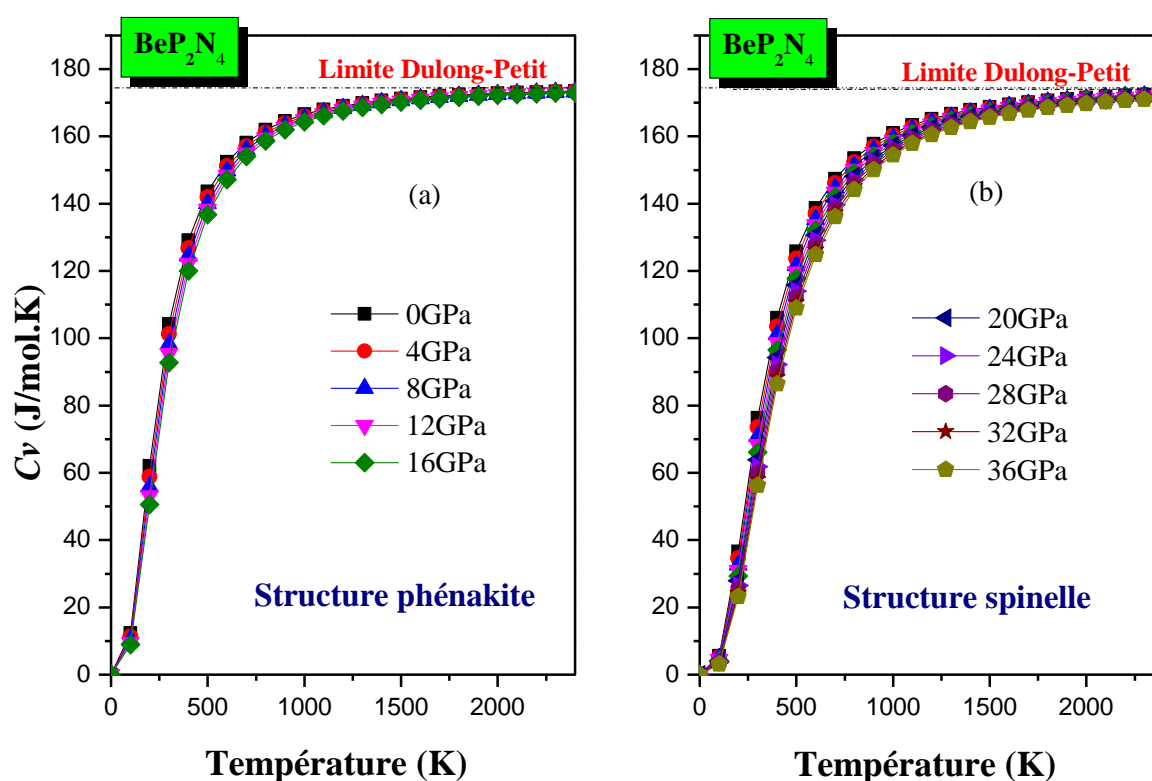 BeP₂N₄
Limite Dulong-Petit
(a)
0GPa
4GPa
8GPa
12GPa
16GPa
Structure phénakite
Cv (J/mol.K)
180
160
140
120
100
80
60
40
20
0
0 500 1000 1500 2000
Température (K)
BeP₂N₄
Limite Dulong-Petit
(b)
20GPa
24GPa
28GPa
32GPa
36GPa
Structure spinelle
180
160
140
120
100
80
60
40
20
0
0 500 1000 1500 2000
Température (K)